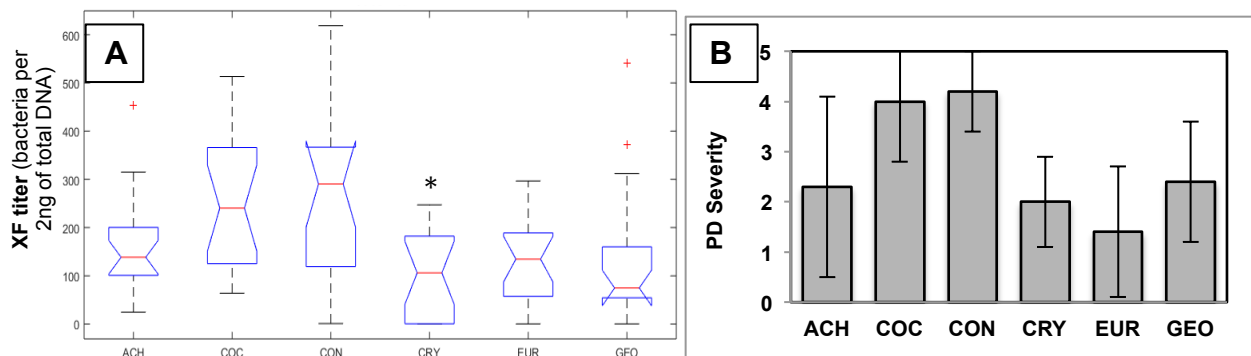 A
XF titer (bacteria per
2ng of total DNA)
600
500
400
300
200
100
0
*
ACH COC CON CRY EUR GEO
B
PD Severity
5
4
3
2
1
0
ACH COC CON CRY EUR GEO